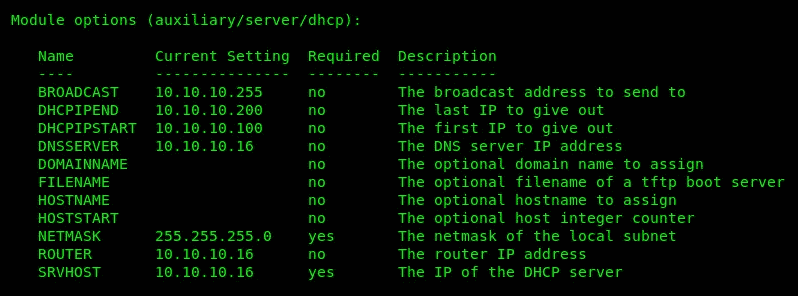 Module options (auxiliary/server/dhcp):
Name Current Setting Required Description
---- --------------- -------- -----------
BROADCAST 10.10.10.255 no The broadcast address to send to
DHCPIPEND 10.10.10.200 no The last IP to give out
DHCPIPSTART 10.10.10.100 no The first IP to give out
DNSSERVER 10.10.10.16 no The DNS server IP address
DOMAINNAME no The optional domain name to assign
FILENAME no The optional filename of a tftp boot server
HOSTNAME no The optional hostname to assign
HOSTSTART no The optional host integer counter
NETMASK 255.255.255.0 yes The netmask of the local subnet
ROUTER 10.10.10.16 no The router IP address
SRVHOST 10.10.10.16 yes The IP of the DHCP server